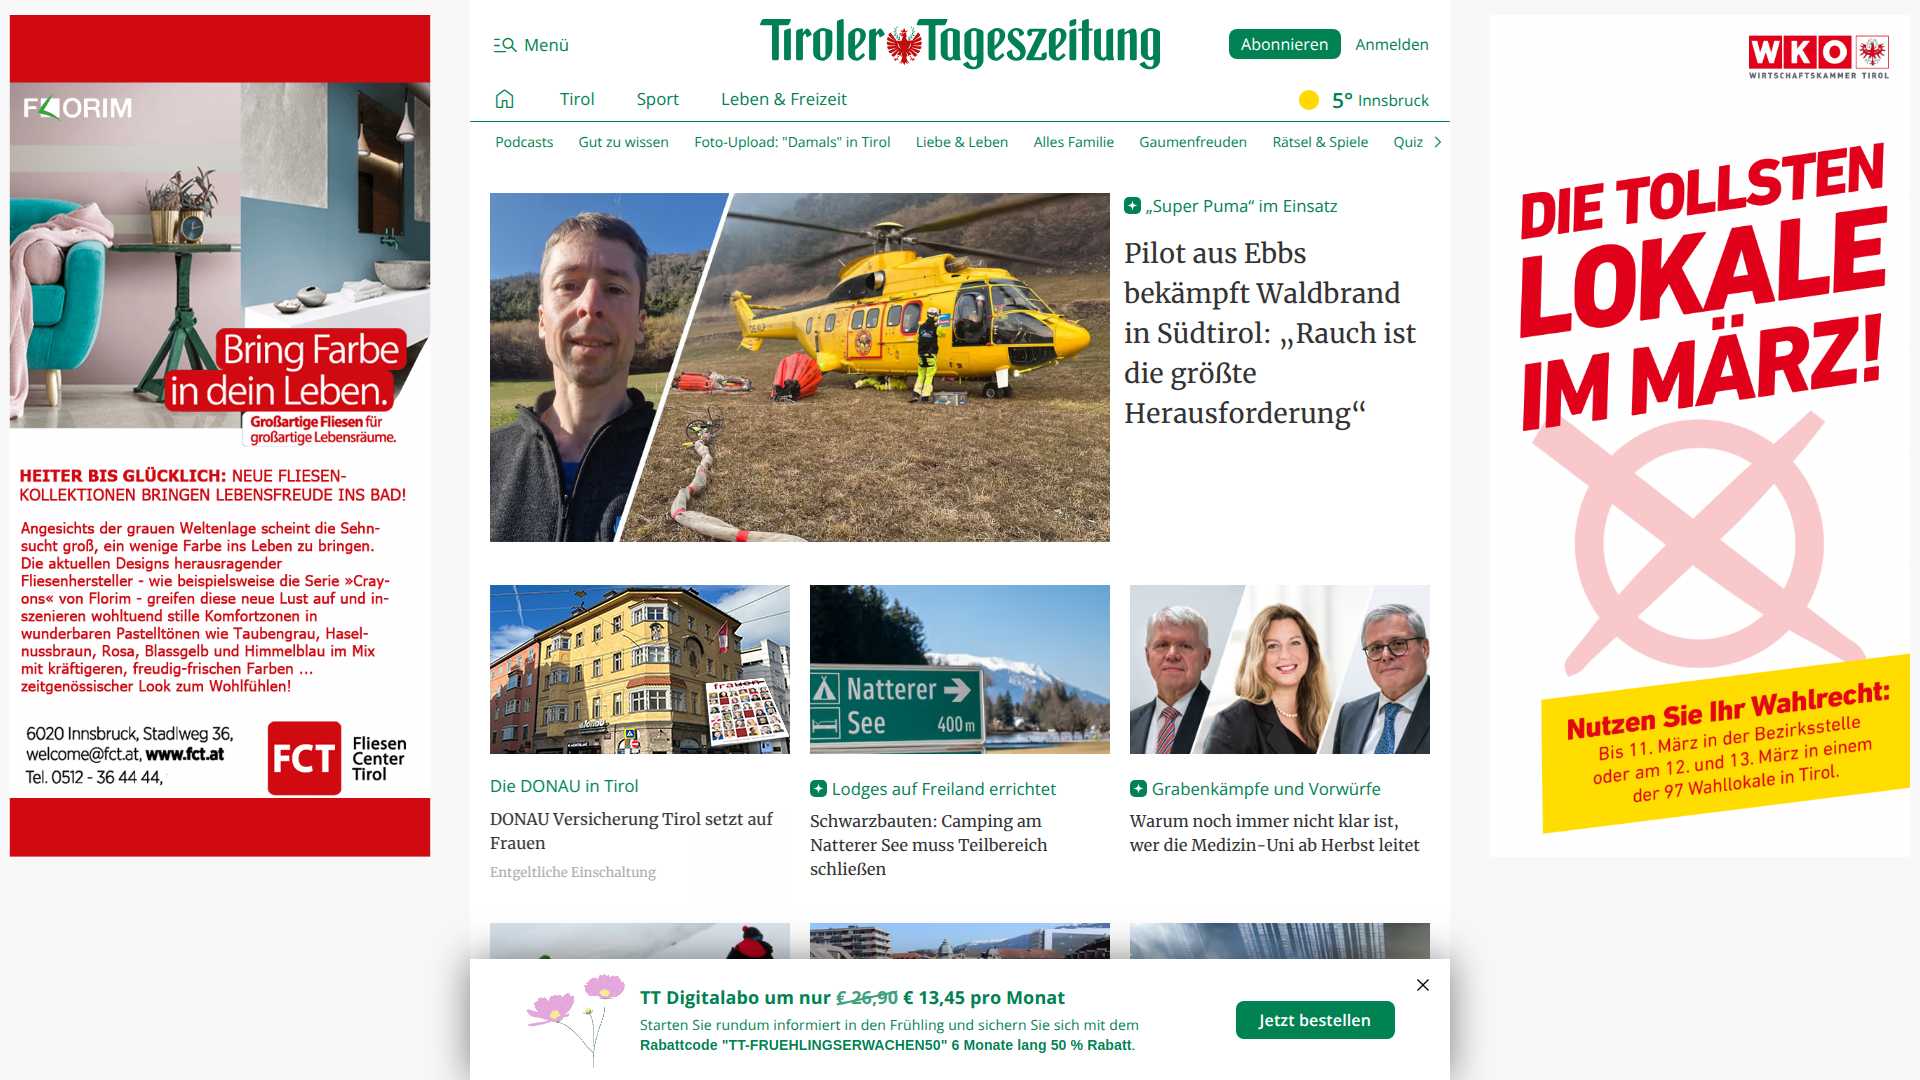 Menü
Tiroler Tageszeitung
Abonnieren
Anmelden
Tirol
Sport
Leben & Freizeit
5° Innsbruck
Podcasts
Gut zu wissen
Foto-Upload: "Damals" in Tirol
Liebe & Leben
Alles Familie
Gaumenfreuden
Rätsel & Spiele
Quiz
FLORIM
Bring Farbe
in dein Leben.
Großartige Fliesen für
großartige Lebensräume.
HEITER BIS GLÜCKLICH: NEUE FLIESEN-
KOLLEKTIONEN BRINGEN LEBENSFREUDE INS BAD!
Angesichts der grauen Weltenlage scheint die Sehn-
sucht groß, ein wenige Farbe ins Leben zu bringen.
Die aktuellen Designs herausragender
Fliesenhersteller - wie beispielsweise die Serie »Cray-
ons« von Florim - greifen diese neue Lust auf und in-
szenieren wohltuend stille Komfortzonen in
wunderbaren Pastelltönen wie Taubengrau, Hasel-
nussbraun, Rosa, Blassgelb und Himmelblau im Mix
mit kräftigeren, freudig-frischen Farben ...
zeitgenössischer Look zum Wohlfühlen!
6020 Innsbruck, Stadlweg 36,
welcome@fct.at, www.fct.at
Tel. 0512 - 36 44 44,
FCT
Fliesen
Center
Tirol
„Super Puma“ im Einsatz
Pilot aus Ebbs
bekämpft Waldbrand
in Südtirol: „Rauch ist
die größte
Herausforderung“
frauen
donau
Die DONAU in Tirol
DONAU Versicherung Tirol setzt auf
Frauen
Entgeltliche Einschaltung
Natterer
See 400 m
Lodges auf Freiland errichtet
Schwarzbauten: Camping am
Natterer See muss Teilbereich
schließen
Grabenkämpfe und Vorwürfe
Warum noch immer nicht klar ist,
wer die Medizin-Uni ab Herbst leitet
WKO
WIRTSCHAFTSKAMMER TIROL
DIE TOLLSTEN
LOKALE
IM MÄRZ!
Nutzen Sie Ihr Wahlrecht:
Bis 11. März in der Bezirksstelle
oder am 12. und 13. März in einem
der 97 Wahllokale in Tirol.
TT Digitalabo um nur € 26,90 € 13,45 pro Monat
Starten Sie rundum informiert in den Frühling und sichern Sie sich mit dem
Rabattcode "TT-FRUEHLINGSERWACHEN50" 6 Monate lang 50 % Rabatt.
Jetzt bestellen